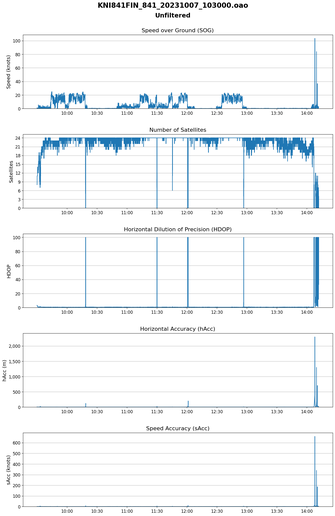 KNI841FIN_841_20231007_103000.oao
Unfiltered
Speed over Ground (SOG)
Speed (knots)
100
80
60
40
20
0
10:00 10:30 11:00 11:30 12:00 12:30 13:00 13:30 14:00
Number of Satellites
Satellites
24
21
18
15
12
9
6
3
0
10:00 10:30 11:00 11:30 12:00 12:30 13:00 13:30 14:00
Horizontal Dilution of Precision (HDOP)
HDOP
100
80
60
40
20
0
10:00 10:30 11:00 11:30 12:00 12:30 13:00 13:30 14:00
Horizontal Accuracy (hAcc)
hAcc (m)
2,000
1,500
1,000
500
0
10:00 10:30 11:00 11:30 12:00 12:30 13:00 13:30 14:00
Speed Accuracy (sAcc)
sAcc (knots)
600
500
400
300
200
100
0
10:00 10:30 11:00 11:30 12:00 12:30 13:00 13:30 14:00